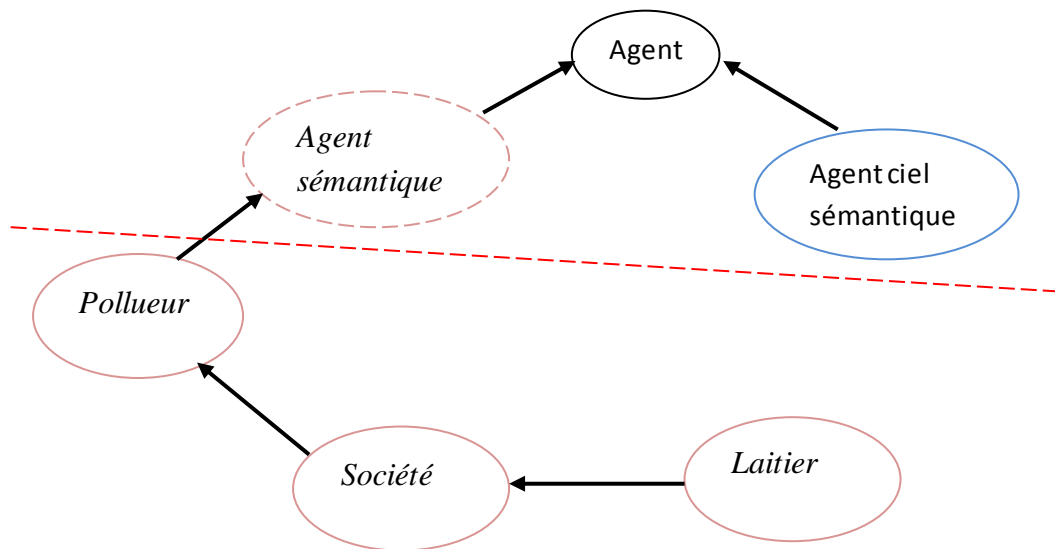 Agent
Agent
sémantique
Agent ciel
sémantique
Pollueur
Société
Laitier